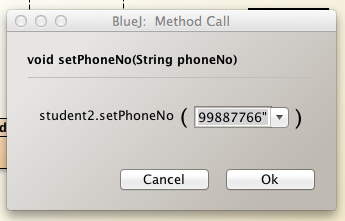 BlueJ: Method Call
void setPhoneNo(String phoneNo)
student2.setPhoneNo ( 99887766" )
Cancel Ok